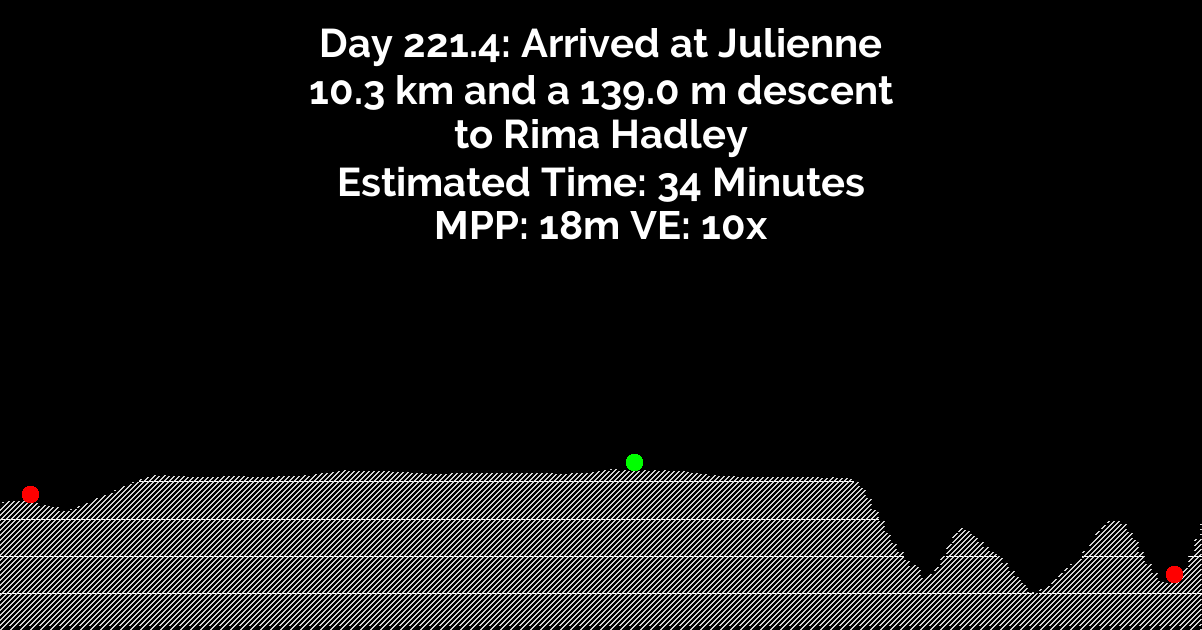 Day 221.4: Arrived at Julienne
10.3 km and a 139.0 m descent
to Rima Hadley
Estimated Time: 34 Minutes
MPP: 18m VE: 10x